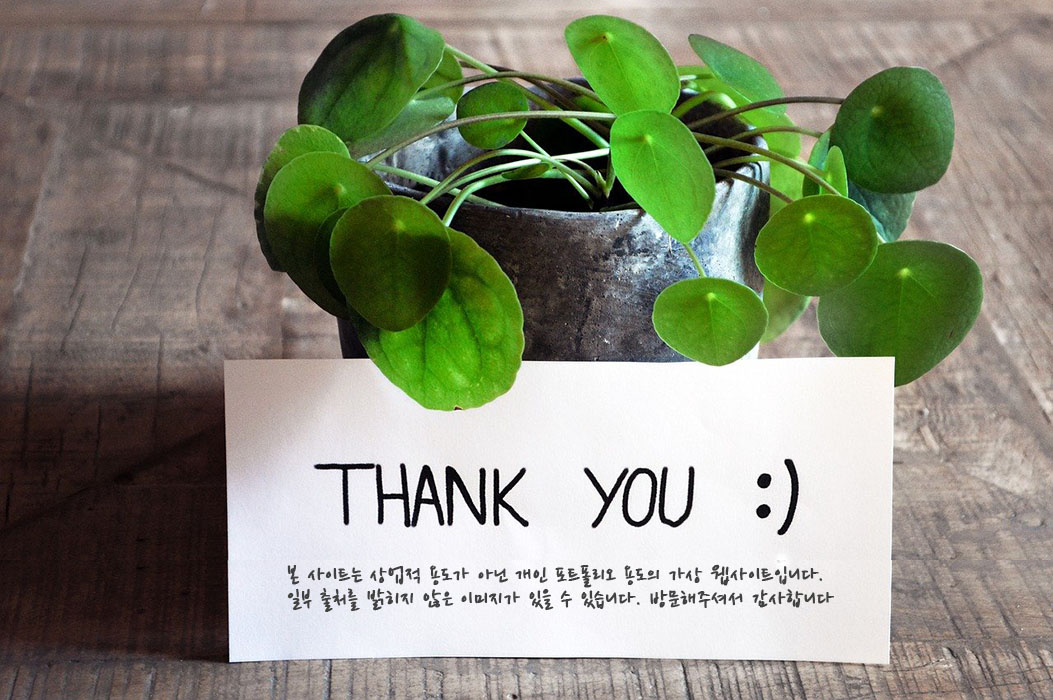 THANK YOU :)
본 사이트는 상업적 용도가 아닌 개인 포트폴리오 용도의 가상 웹사이트입니다.
일부 출처를 밝히지 않은 이미지가 있을 수 있습니다. 방문해주셔서 감사합니다